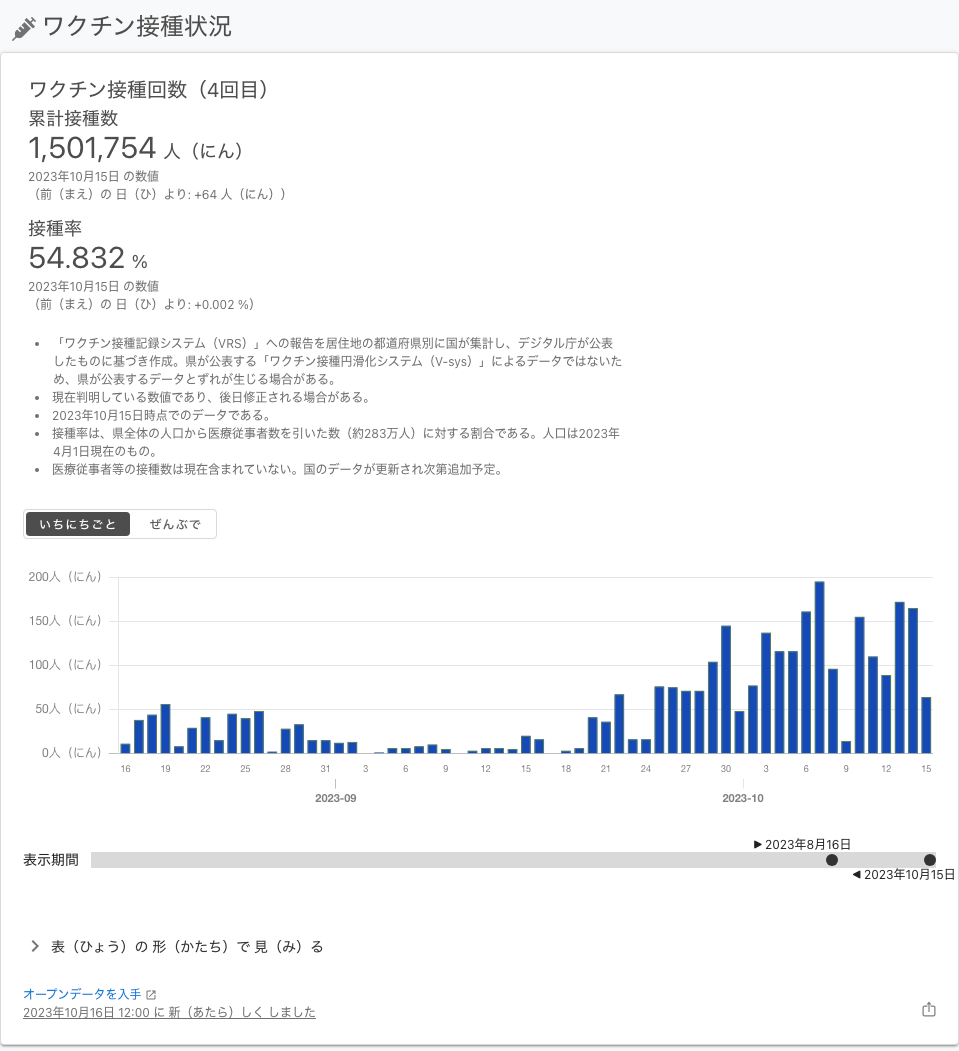 ワクチン接種状況
ワクチン接種回数（4回目）
累計接種数
1,501,754 人（にん）
2023年10月15日 の数値
（前（まえ）の 日（ひ）より: +64 人（にん））
接種率
54.832 %
2023年10月15日 の数値
（前（まえ）の 日（ひ）より: +0.002 %）
• 「ワクチン接種記録システム（VRS）」への報告を居住地の都道府県別に国が集計し、デジタル庁が公表
したものに基づき作成。県が公表する「ワクチン接種円滑化システム（V-sys）」によるデータではないた
め、県が公表するデータとずれが生じる場合がある。
• 現在判明している数値であり、後日修正される場合がある。
• 2023年10月15日時点でのデータである。
• 接種率は、県全体の人口から医療従事者数を引いた数（約283万人）に対する割合である。人口は2023年
4月1日現在のもの。
• 医療従事者等の接種数は現在含まれていない。国のデータが更新され次第追加予定。
いちにちごと ぜんぶで
200人（にん）
150人（にん）
100人（にん）
50人（にん）
0人（にん）
16 19 22 25 28 31 3 6 9 12 15 18 21 24 27 30 3 6 9 12 15
2023-09 2023-10
▶ 2023年8月16日
表示期間
◀ 2023年10月15日
表（ひょう）の 形（かたち）で 見（み）る
オープンデータを入手
2023年10月16日 12:00 に 新（あたら）しく しました